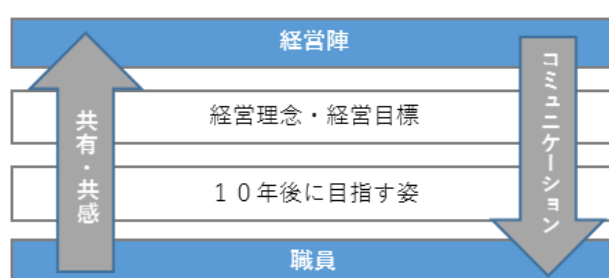 経営陣
経営理念・経営目標
１０年後に目指す姿
職員
共有・共感
コミュニケーション